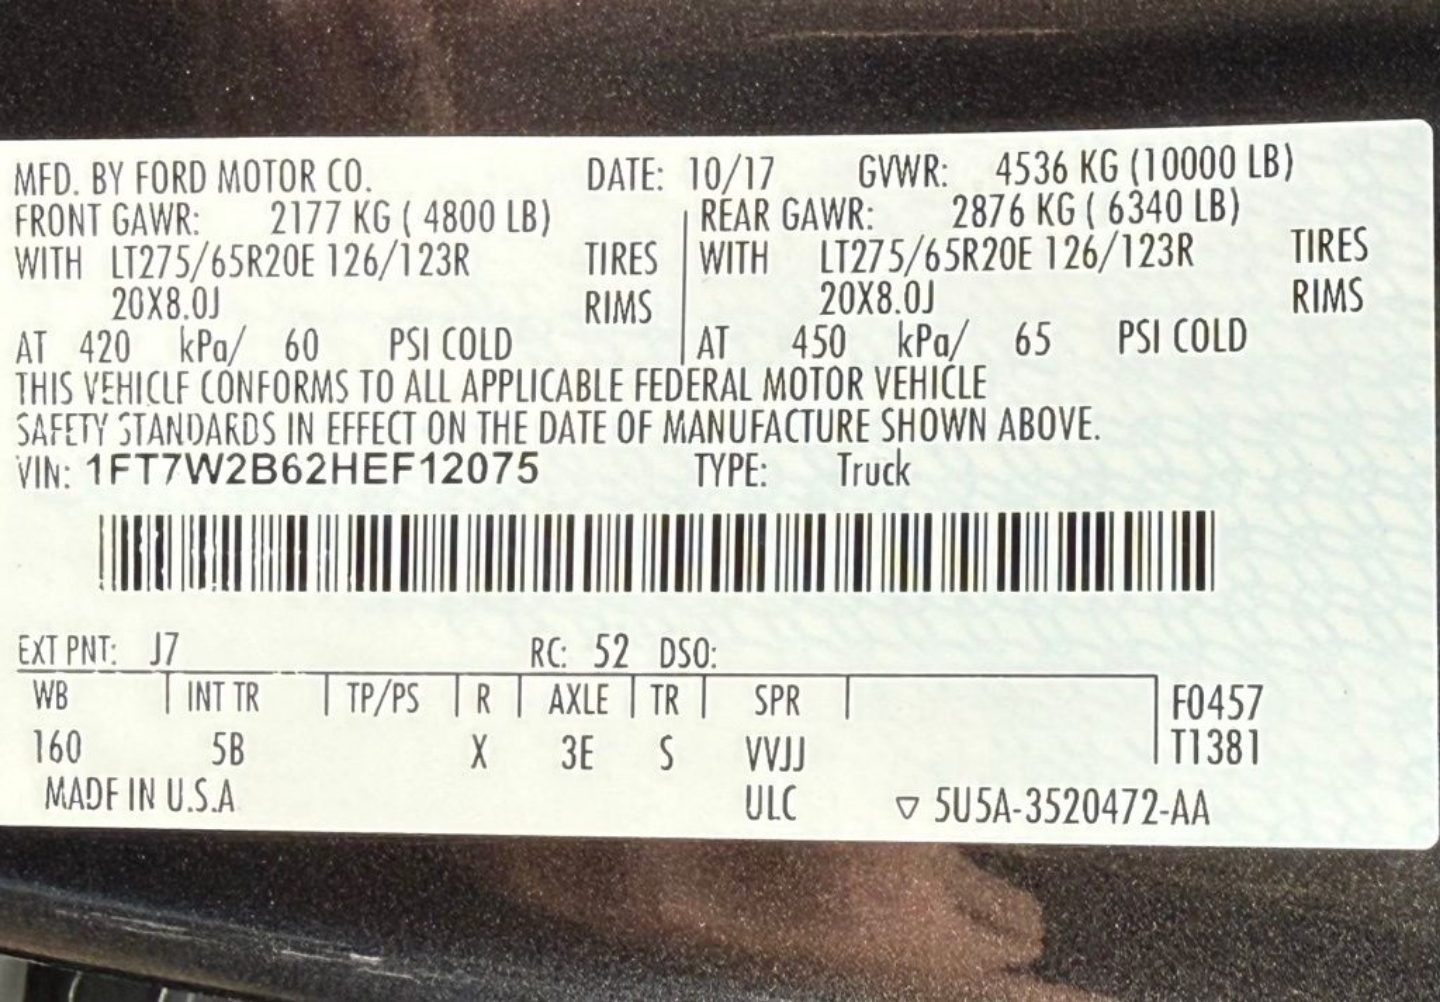 MFD. BY FORD MOTOR CO. DATE: 10/17 GVWR: 4536 KG (10000 LB)
FRONT GAWR: 2177 KG ( 4800 LB) REAR GAWR: 2876 KG ( 6340 LB)
WITH LT275/65R20E 126/123R TIRES WITH LT275/65R20E 126/123R TIRES
20X8.0J RIMS 20X8.0J RIMS
AT 420 kPa/ 60 PSI COLD AT 450 kPa/ 65 PSI COLD
THIS VEHICLE CONFORMS TO ALL APPLICABLE FEDERAL MOTOR VEHICLE
SAFETY STANDARDS IN EFFECT ON THE DATE OF MANUFACTURE SHOWN ABOVE.
VIN: 1FT7W2B62HEF12075 TYPE: Truck
EXT PNT: J7 RC: 52 DSO:
WB INT TR TP/PS R AXLE TR SPR F0457
160 5B X 3E S VVJJ T1381
MADE IN U.S.A ULC ▽ 5U5A-3520472-AA